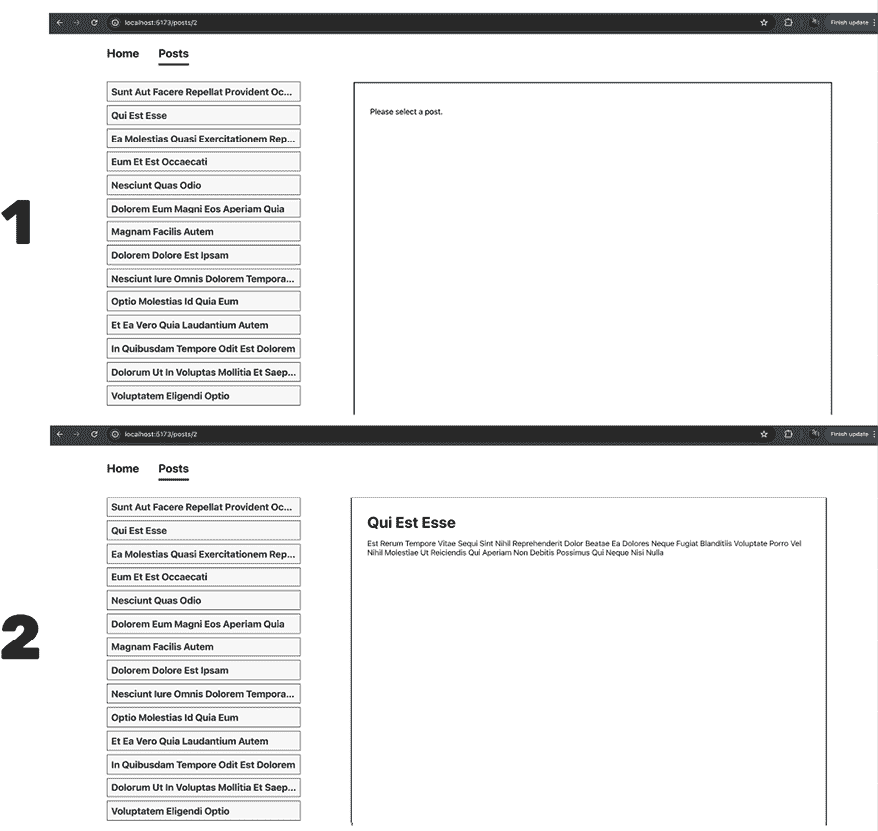 localhost:5173/posts/2
Finish update
Home Posts
Sunt Aut Facere Repellat Provident Oc...
Qui Est Esse
Ea Molestias Quasi Exercitationem Rep...
Eum Et Est Occaecati
Nesciunt Quas Odio
Dolorem Eum Magni Eos Aperiam Quia
Magnam Facilis Autem
Dolorem Dolore Est Ipsam
Nesciunt Iure Omnis Dolorem Tempora...
Optio Molestias Id Quia Eum
Et Ea Vero Quia Laudantium Autem
In Quibusdam Tempore Odit Est Dolorem
Dolorum Ut In Voluptas Mollitia Et Saep...
Voluptatem Eligendi Optio
Please select a post.
1
localhost:5173/posts/2
Finish update
Home Posts
Sunt Aut Facere Repellat Provident Oc...
Qui Est Esse
Ea Molestias Quasi Exercitationem Rep...
Eum Et Est Occaecati
Nesciunt Quas Odio
Dolorem Eum Magni Eos Aperiam Quia
Magnam Facilis Autem
Dolorem Dolore Est Ipsam
Nesciunt Iure Omnis Dolorem Tempora...
Optio Molestias Id Quia Eum
Et Ea Vero Quia Laudantium Autem
In Quibusdam Tempore Odit Est Dolorem
Dolorum Ut In Voluptas Mollitia Et Saep...
Voluptatem Eligendi Optio
Qui Est Esse
Est Rerum Tempore Vitae Sequi Sint Nihil Reprehenderit Dolor Beatae Ea Dolores Neque Fugiat Blanditiis Voluptate Porro Vel
Nihil Molestiae Ut Reiciendis Qui Aperiam Non Debitis Possimus Qui Neque Nisi Nulla
2